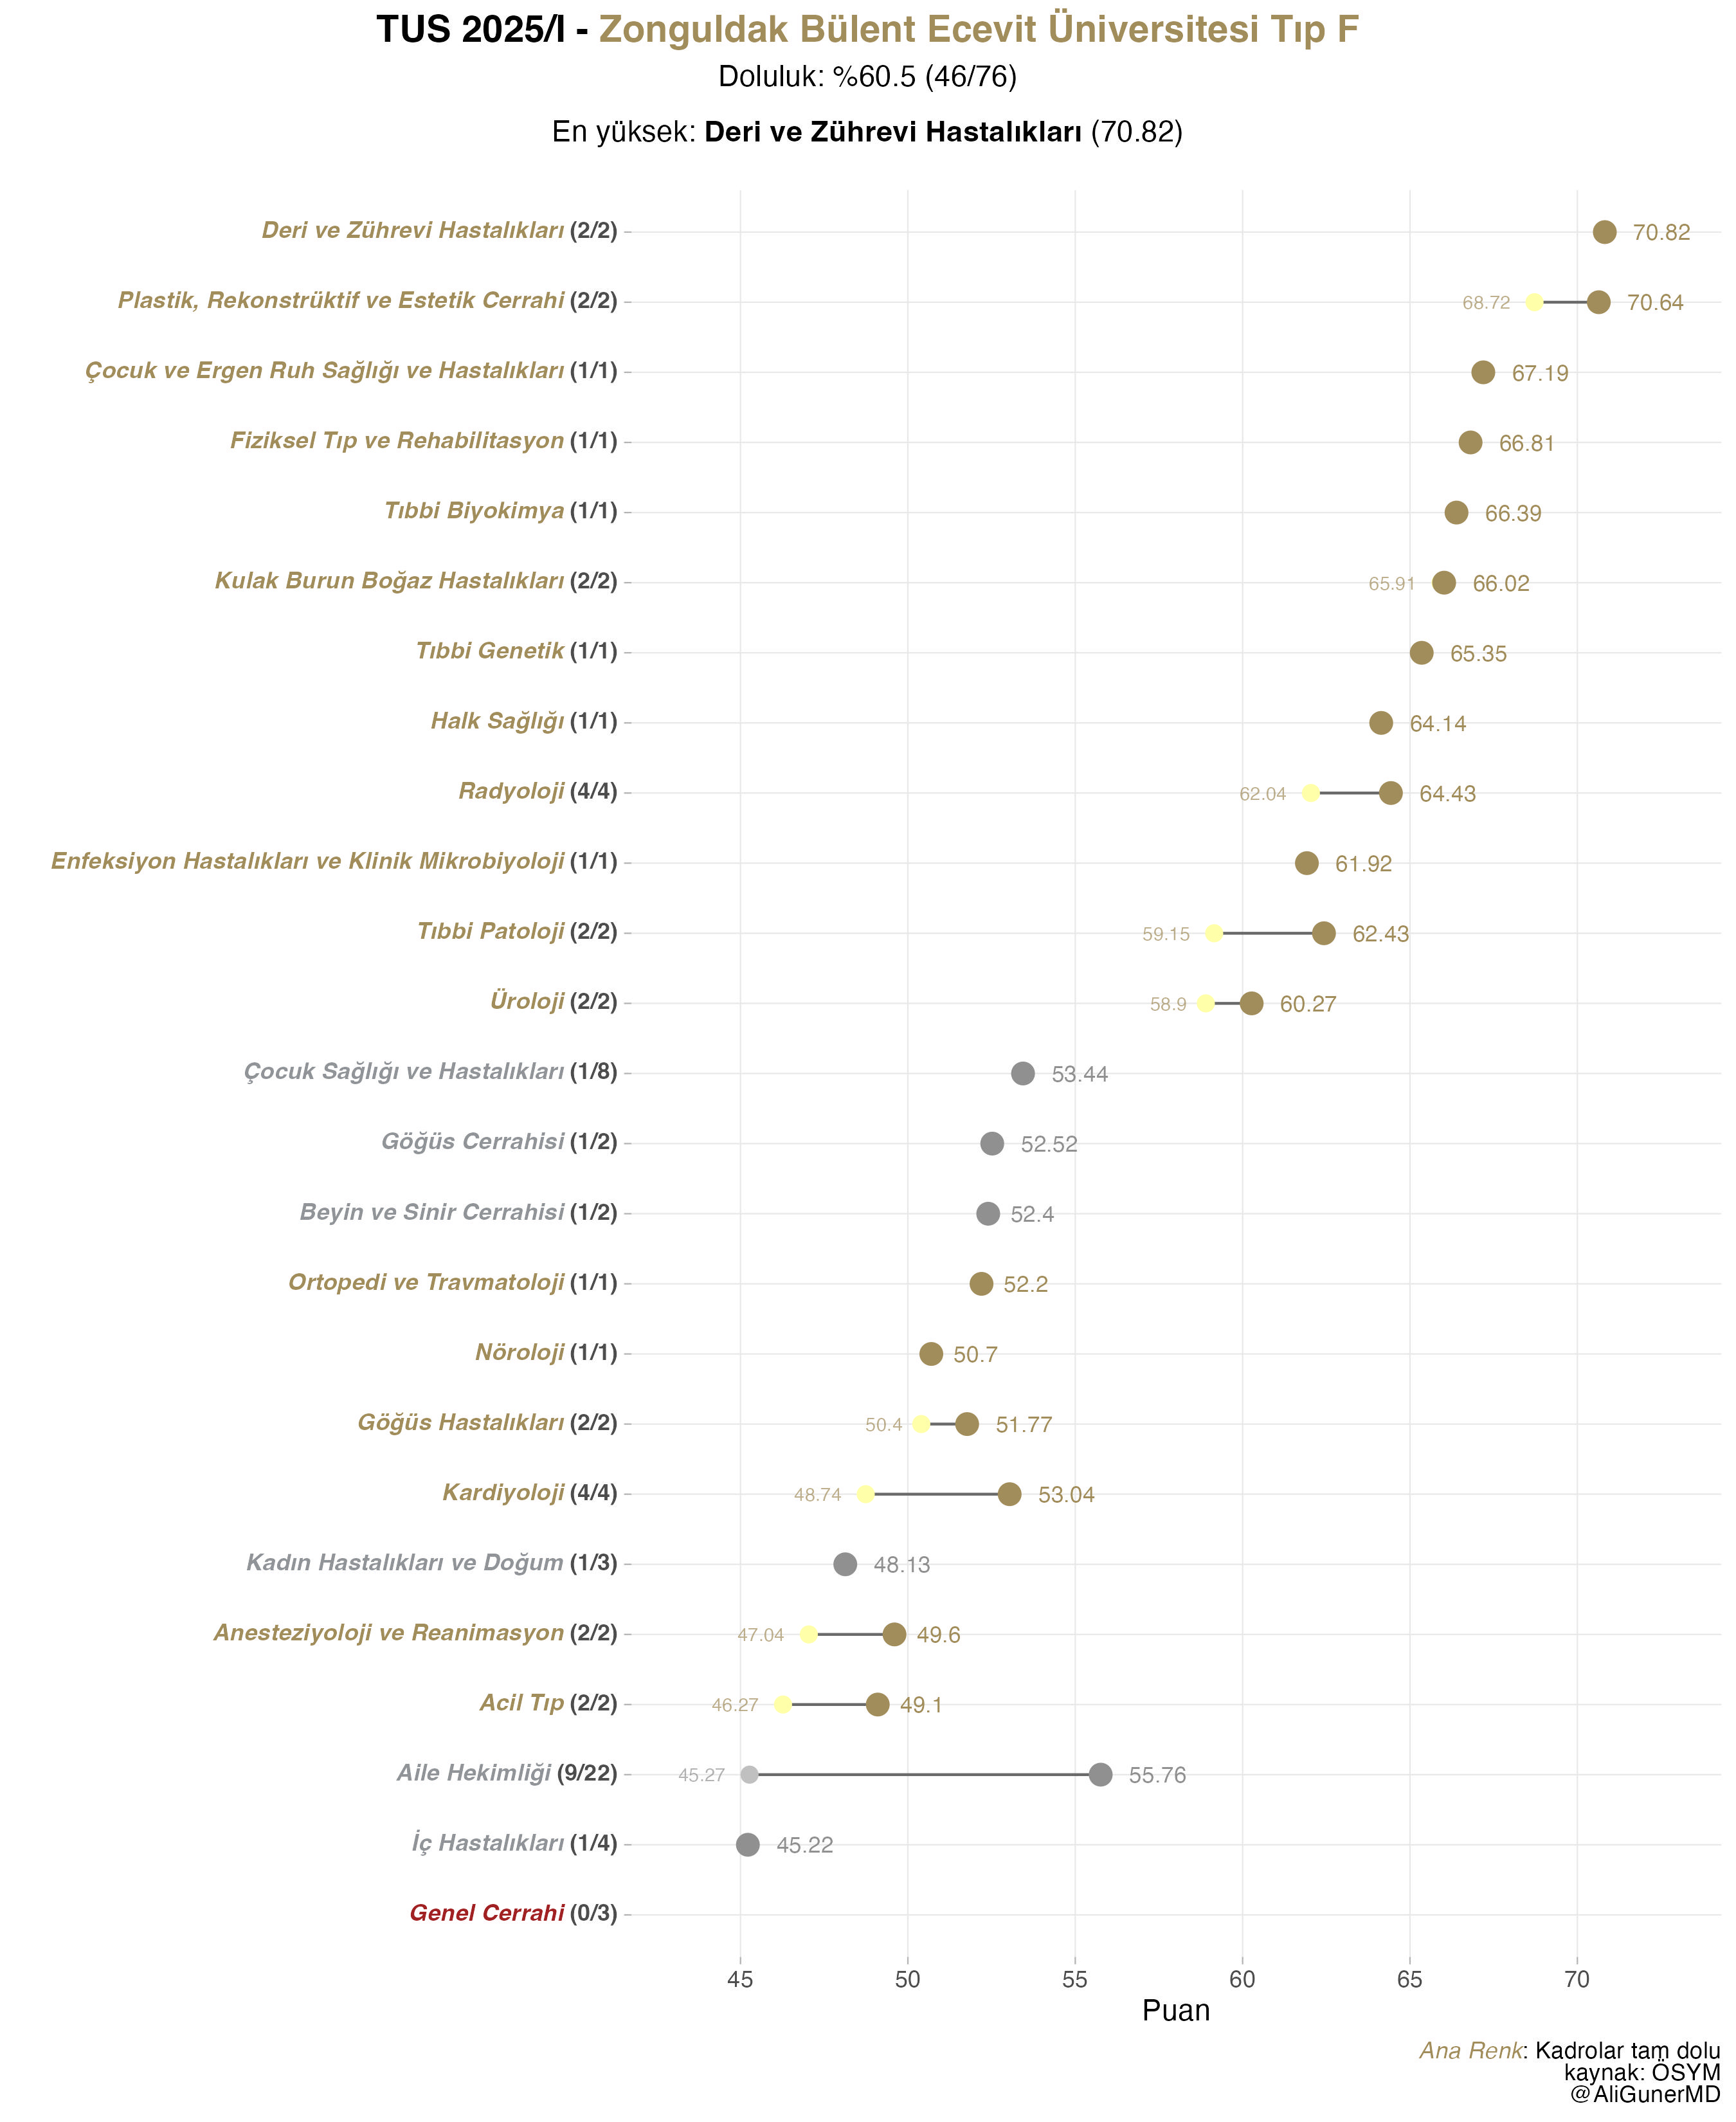 TUS 2025/I - Zonguldak Bülent Ecevit Üniversitesi Tıp F
Doluluk: %60.5 (46/76)
En yüksek: Deri ve Zührevi Hastalıkları (70.82)
Deri ve Zührevi Hastalıkları (2/2) 70.82
Plastik, Rekonstrüktif ve Estetik Cerrahi (2/2) 68.72 70.64
Çocuk ve Ergen Ruh Sağlığı ve Hastalıkları (1/1) 67.19
Fiziksel Tıp ve Rehabilitasyon (1/1) 66.81
Tıbbi Biyokimya (1/1) 66.39
Kulak Burun Boğaz Hastalıkları (2/2) 65.91 66.02
Tıbbi Genetik (1/1) 65.35
Halk Sağlığı (1/1) 64.14
Radyoloji (4/4) 62.04 64.43
Enfeksiyon Hastalıkları ve Klinik Mikrobiyoloji (1/1) 61.92
Tıbbi Patoloji (2/2) 59.15 62.43
Üroloji (2/2) 58.9 60.27
Çocuk Sağlığı ve Hastalıkları (1/8) 53.44
Göğüs Cerrahisi (1/2) 52.52
Beyin ve Sinir Cerrahisi (1/2) 52.4
Ortopedi ve Travmatoloji (1/1) 52.2
Nöroloji (1/1) 50.7
Göğüs Hastalıkları (2/2) 50.4 51.77
Kardiyoloji (4/4) 48.74 53.04
Kadın Hastalıkları ve Doğum (1/3) 48.13
Anesteziyoloji ve Reanimasyon (2/2) 47.04 49.6
Acil Tıp (2/2) 46.27 49.1
Aile Hekimliği (9/22) 45.27 55.76
İç Hastalıkları (1/4) 45.22
Genel Cerrahi (0/3)
45 50 55 60 65 70
Puan
Ana Renk: Kadrolar tam dolu
kaynak: ÖSYM
@AliGunerMD